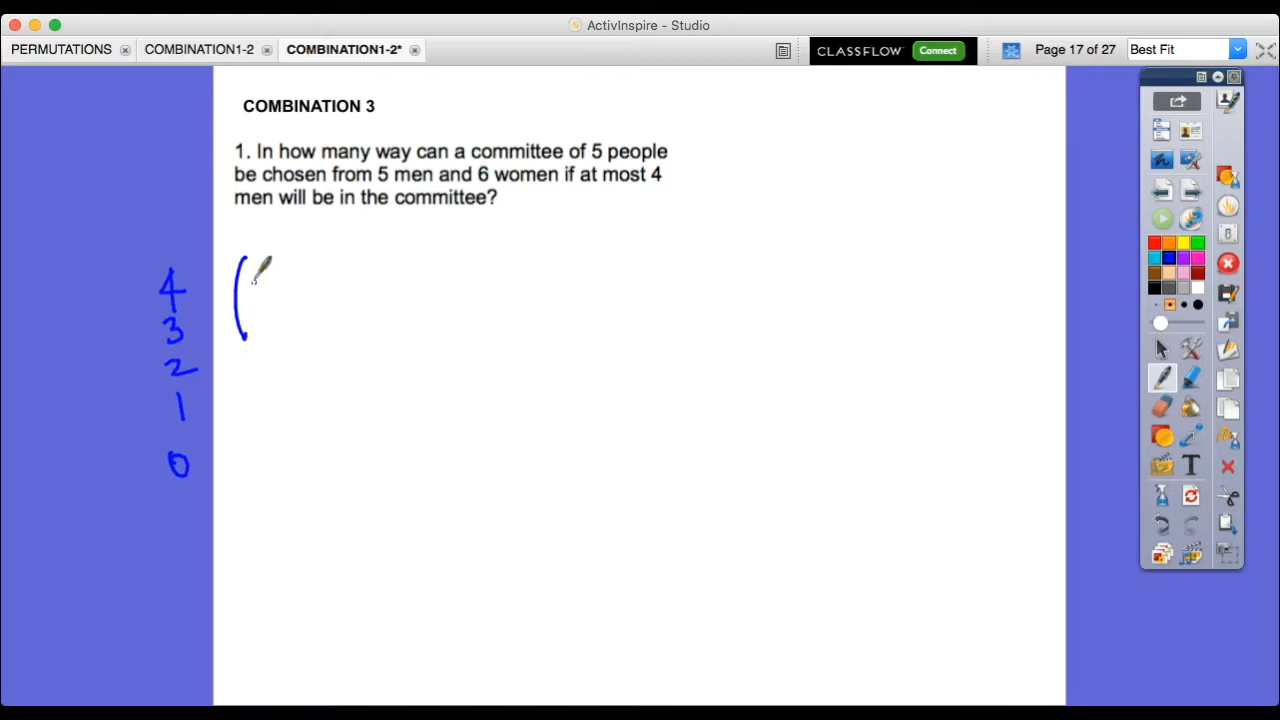 ActivInspire - Studio
PERMUTATIONS COMBINATION1-2 COMBINATION1-2* CLASSFLOW Connect Page 17 of 27 Best Fit
COMBINATION 3
1. In how many way can a committee of 5 people
be chosen from 5 men and 6 women if at most 4
men will be in the committee?
(
4
3
2
1
0
T